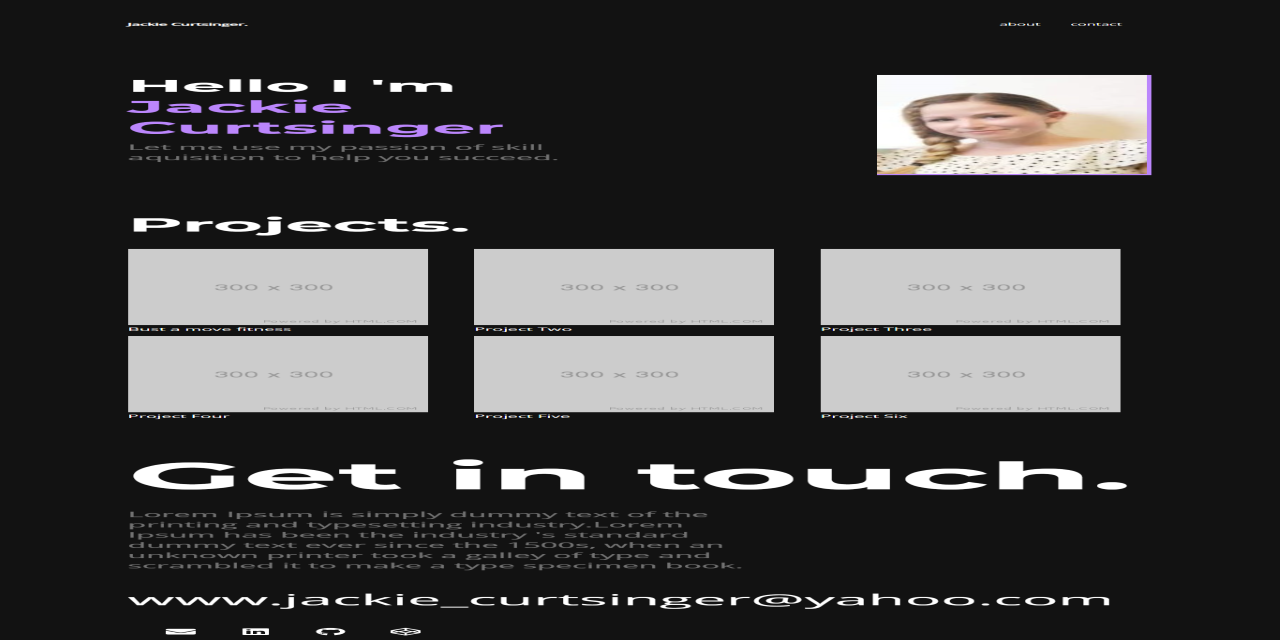 Jackie Curtsinger.
about contact
Hello I 'm
Jackie
Curtsinger
Let me use my passion of skill
aquisition to help you succeed.
Projects.
300 x 300 300 x 300 300 x 300
Powered by HTML.COM Powered by HTML.COM Powered by HTML.COM
Bust a move fitness Project Two Project Three
300 x 300 300 x 300 300 x 300
Powered by HTML.COM Powered by HTML.COM Powered by HTML.COM
Project Four Project Five Project Six
Get in touch.
Lorem Ipsum is simply dummy text of the
printing and typesetting industry.Lorem
Ipsum has been the industry 's standard
dummy text ever since the 1500s, when an
unknown printer took a galley of type and
scrambled it to make a type specimen book.
www.jackie_curtsinger@yahoo.com